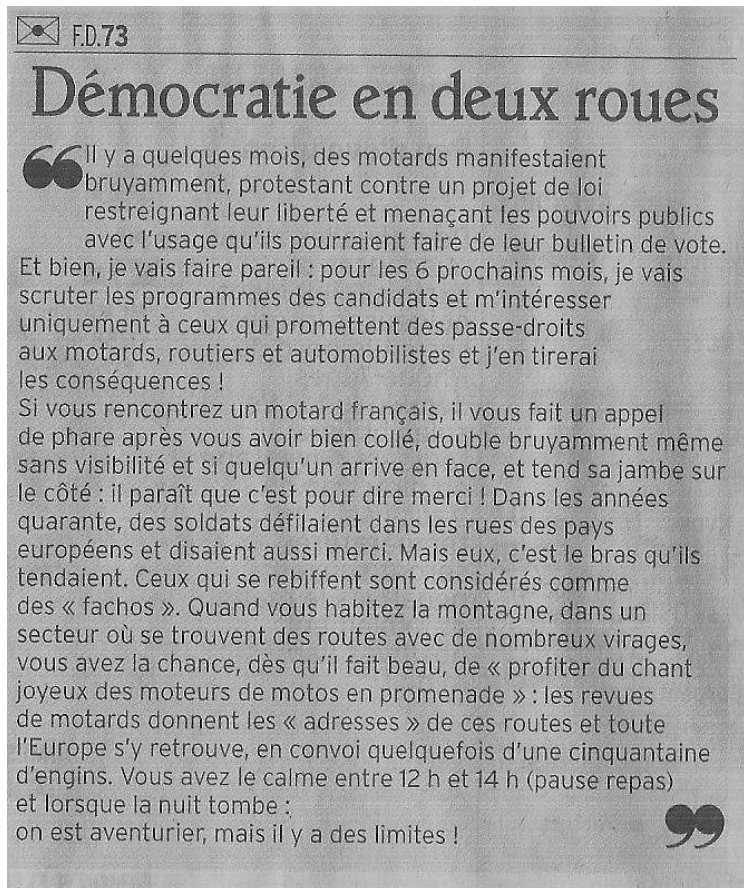 F.D.73
Démocratie en deux roues
“Il y a quelques mois, des motards manifestaient
bruyamment, protestant contre un projet de loi
restreignant leur liberté et menaçant les pouvoirs publics
avec l'usage qu'ils pourraient faire de leur bulletin de vote.
Et bien, je vais faire pareil : pour les 6 prochains mois, je vais
scruter les programmes des candidats et m'intéresser
uniquement à ceux qui promettent des passe-droits
aux motards, routiers et automobilistes et j'en tirerai
les conséquences !
Si vous rencontrez un motard français, il vous fait un appel
de phare après vous avoir bien collé, double bruyamment même
sans visibilité et si quelqu'un arrive en face, et tend sa jambe sur
le côté : il paraît que c'est pour dire merci ! Dans les années
quarante, des soldats défilaient dans les rues des pays
européens et disaient aussi merci. Mais eux, c'est le bras qu'ils
tendaient. Ceux qui se rebiffent sont considérés comme
des « fachos ». Quand vous habitez la montagne, dans un
secteur où se trouvent des routes avec de nombreux virages,
vous avez la chance, dès qu'il fait beau, de « profiter du chant
joyeux des moteurs de motos en promenade » : les revues
de motards donnent les « adresses » de ces routes et toute
l'Europe s'y retrouve, en convoi quelquefois d'une cinquantaine
d'engins. Vous avez le calme entre 12 h et 14 h (pause repas)
et lorsque la nuit tombe :
on est aventurier, mais il y a des limites ! ”